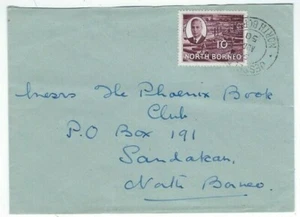 10
NORTH BORNEO
Messrs The Phoenix Book
Club
P.O Box 191
Sandakan,
North Borneo.